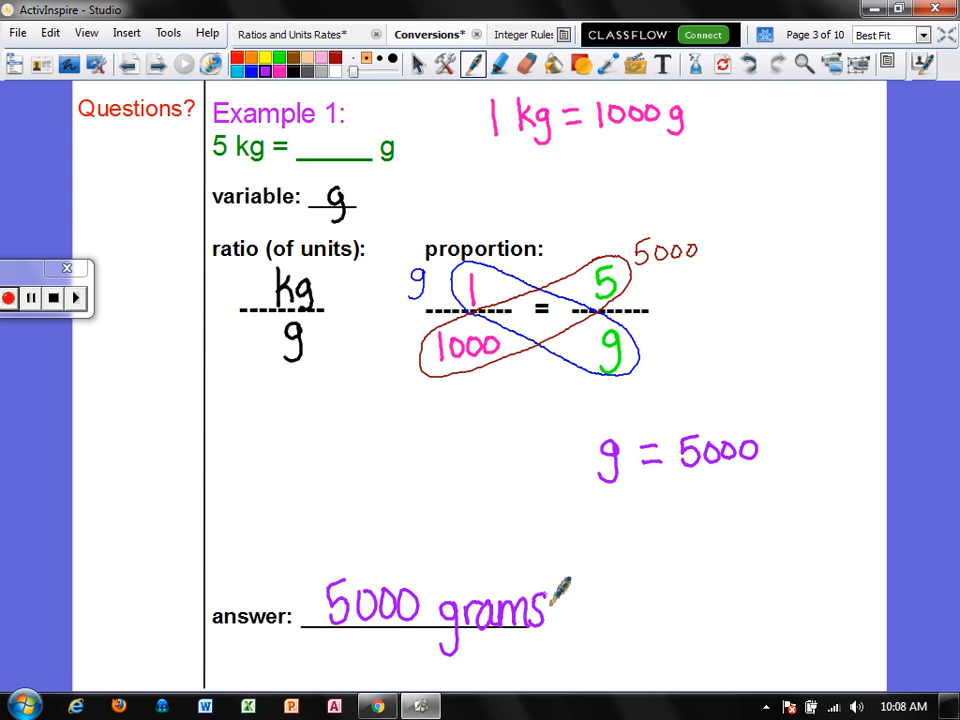 ActivInspire - Studio
File Edit View Insert Tools Help
Ratios and Units Rates*
Conversions*
Integer Rules
CLASSFLOW Connect
Page 3 of 10
Best Fit
Questions?
Example 1:
1 kg = 1000 g
5 kg = _____ g
variable: g
ratio (of units):
proportion:
5000
kg
g
g
1
=
5
1000
g
g = 5000
answer: 5000 grams
10:08 AM